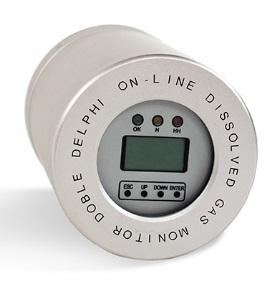 DOBLE DELPHI ON-LINE DISSOLVED GAS MONITOR
OK H HH
ESC UP DOWN ENTER